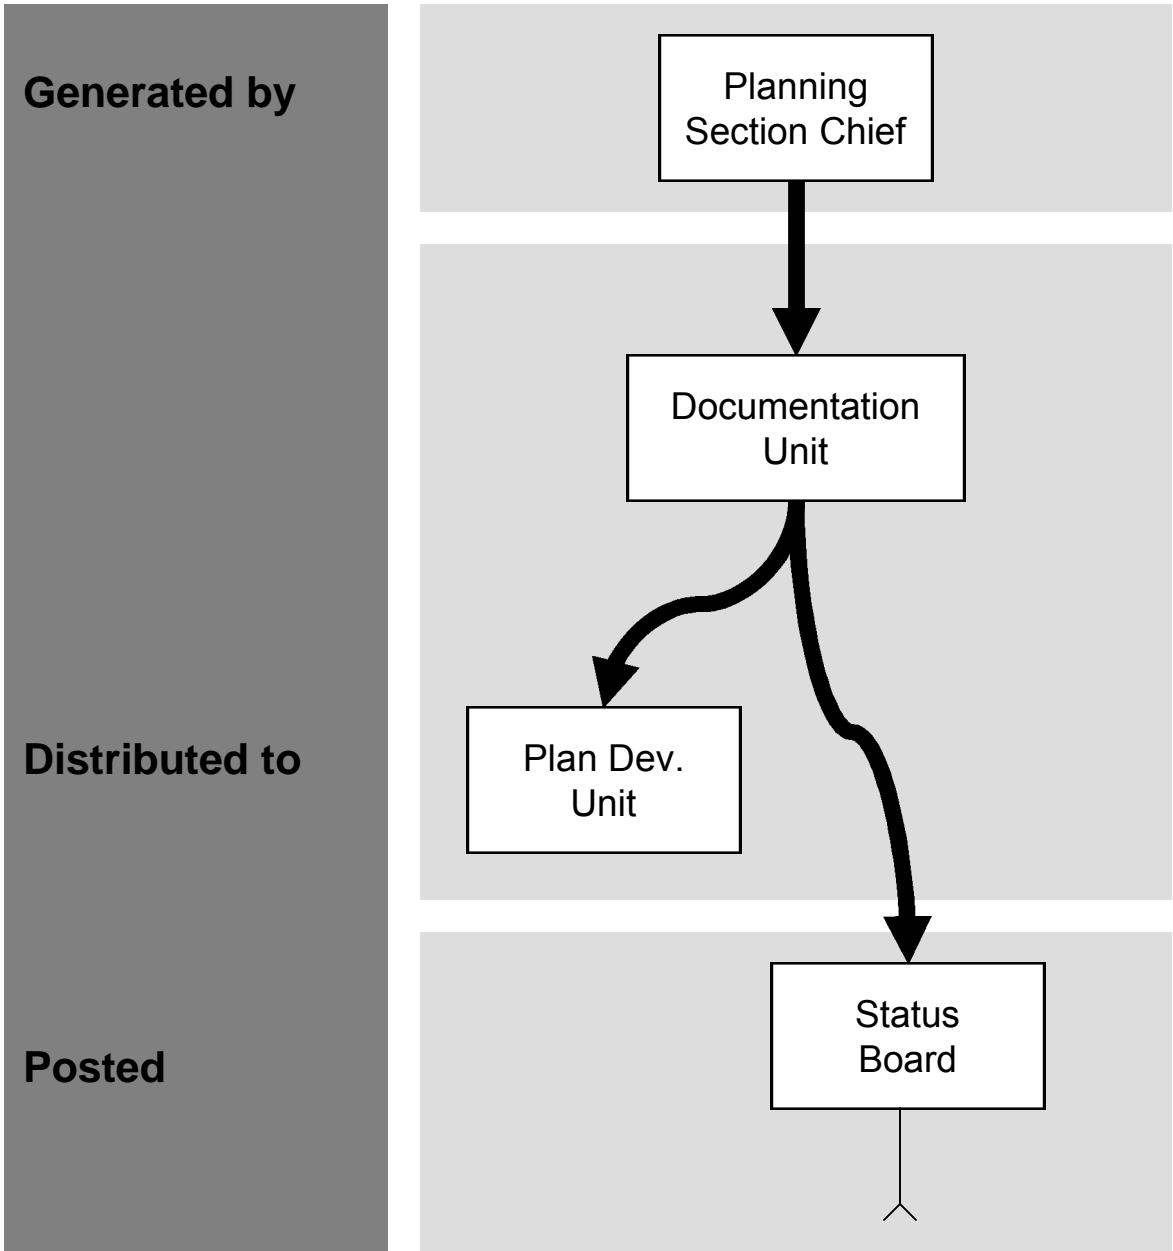 Generated by
Planning
Section Chief
Documentation
Unit
Distributed to
Plan Dev.
Unit
Posted
Status
Board